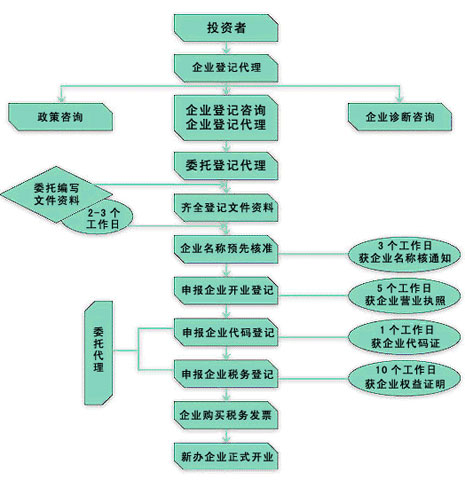 投资者
企业登记代理
政策咨询
企业登记咨询
企业登记代理
企业诊断咨询
委托登记代理
委托编写
文件资料
2-3个
工作日
齐全登记文件资料
企业名称预先核准
3个工作日
获企业名称核通知
申报企业开业登记
5个工作日
获企业营业执照
委托代理
申报企业代码登记
1个工作日
获企业代码证
申报企业税务登记
10个工作日
获企业权益证明
企业购买税务发票
新办企业正式开业